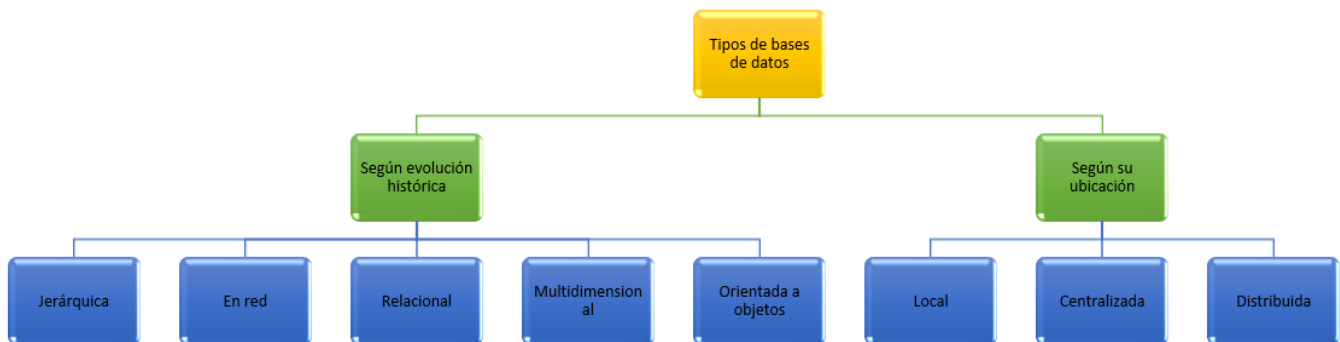 Tipos de bases
de datos
Según evolución
histórica
Según su
ubicación
Jerárquica
En red
Relacional
Multidimension
al
Orientada a
objetos
Local
Centralizada
Distribuida